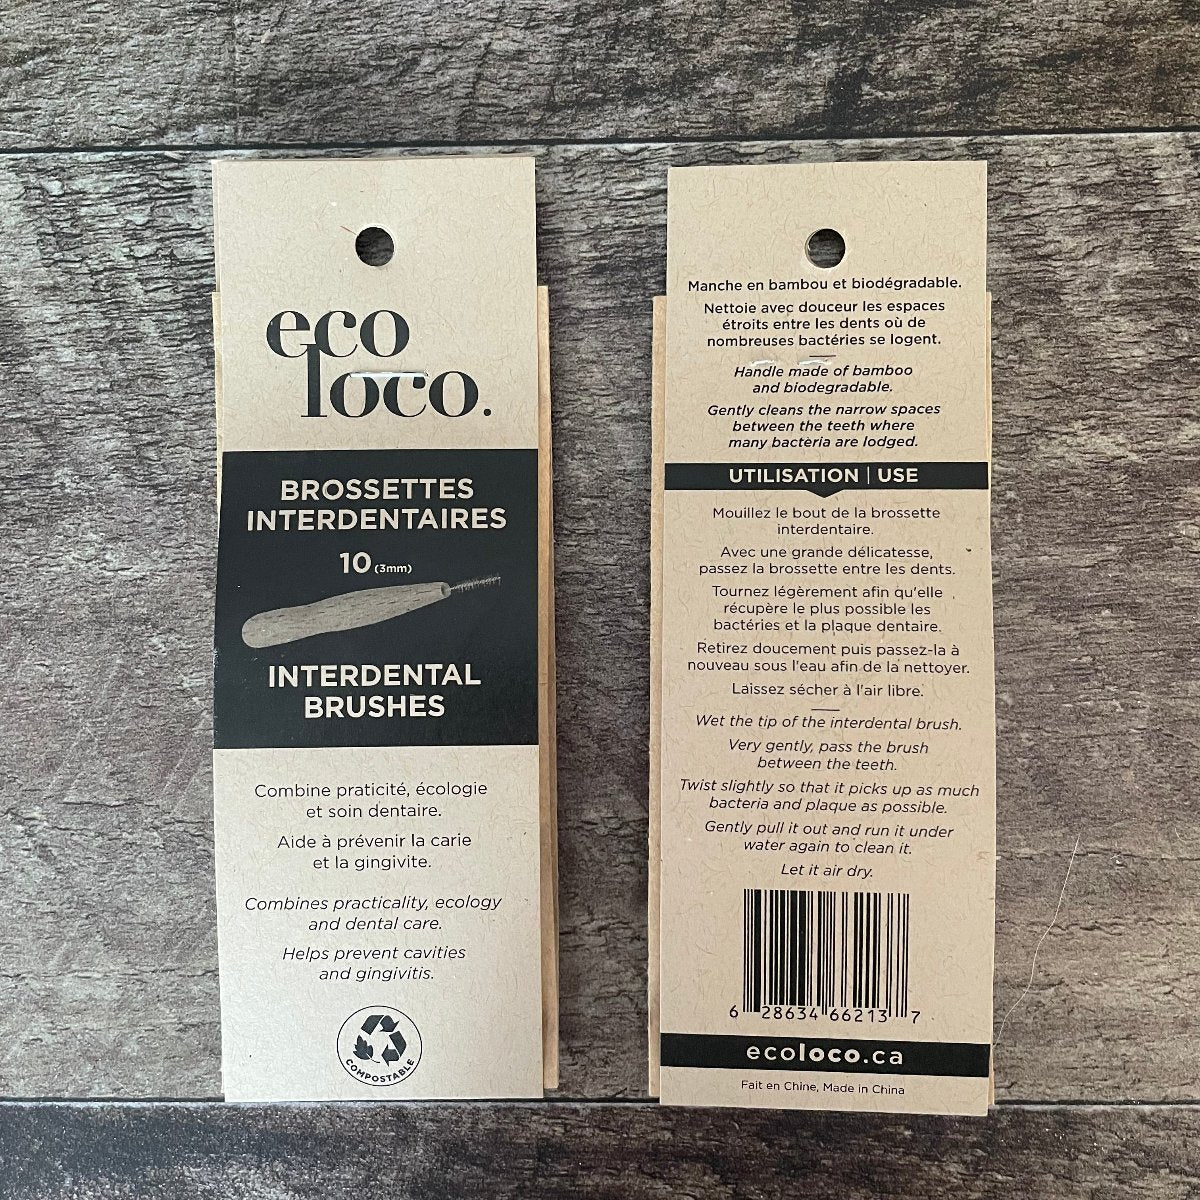 eco
loco.
BROSSETTES
INTERDENTAIRES
10 (3mm)
INTERDENTAL
BRUSHES
Combine praticité, écologie
et soin dentaire.
Aide à prévenir la carie
et la gingivite.
Combines practicality, ecology
and dental care.
Helps prevent cavities
and gingivitis.
COMPOSTABLE
Manche en bambou et biodégradable.
Nettoie avec douceur les espaces
étroits entre les dents où de
nombreuses bactéries se logent.
Handle made of bamboo
and biodegradable.
Gently cleans the narrow spaces
between the teeth where
many bacteria are lodged.
UTILISATION | USE
Mouillez le bout de la brossette
interdentaire.
Avec une grande délicatesse,
passez la brossette entre les dents.
Tournez légèrement afin qu'elle
récupère le plus possible les
bactéries et la plaque dentaire.
Retirez doucement puis passez-la à
nouveau sous l'eau afin de la nettoyer.
Laissez sécher à l'air libre.
Wet the tip of the interdental brush.
Very gently, pass the brush
between the teeth.
Twist slightly so that it picks up as much
bacteria and plaque as possible.
Gently pull it out and run it under
water again to clean it.
Let it air dry.
6 28634 66213 7
ecoloco.ca
Fait en Chine, Made in China